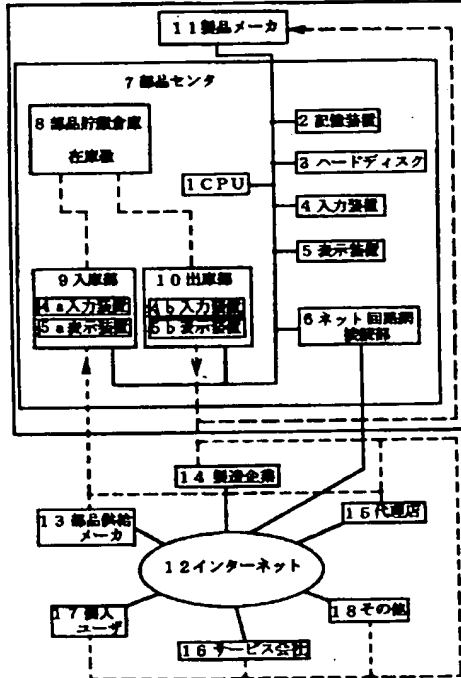 11製品メーカ
7部品センタ
8部品貯蔵倉庫
在庫量
2記憶装置
3ハードディスク
1CPU
4入力装置
5表示装置
9入庫部
4a入力装置
5a表示装置
10出庫部
4b入力装置
5b表示装置
6ネット回路網
接続部
14製造企業
13部品供給
メーカ
15代理店
12インターネット
17個人
ユーザ
18その他
16サービス会社